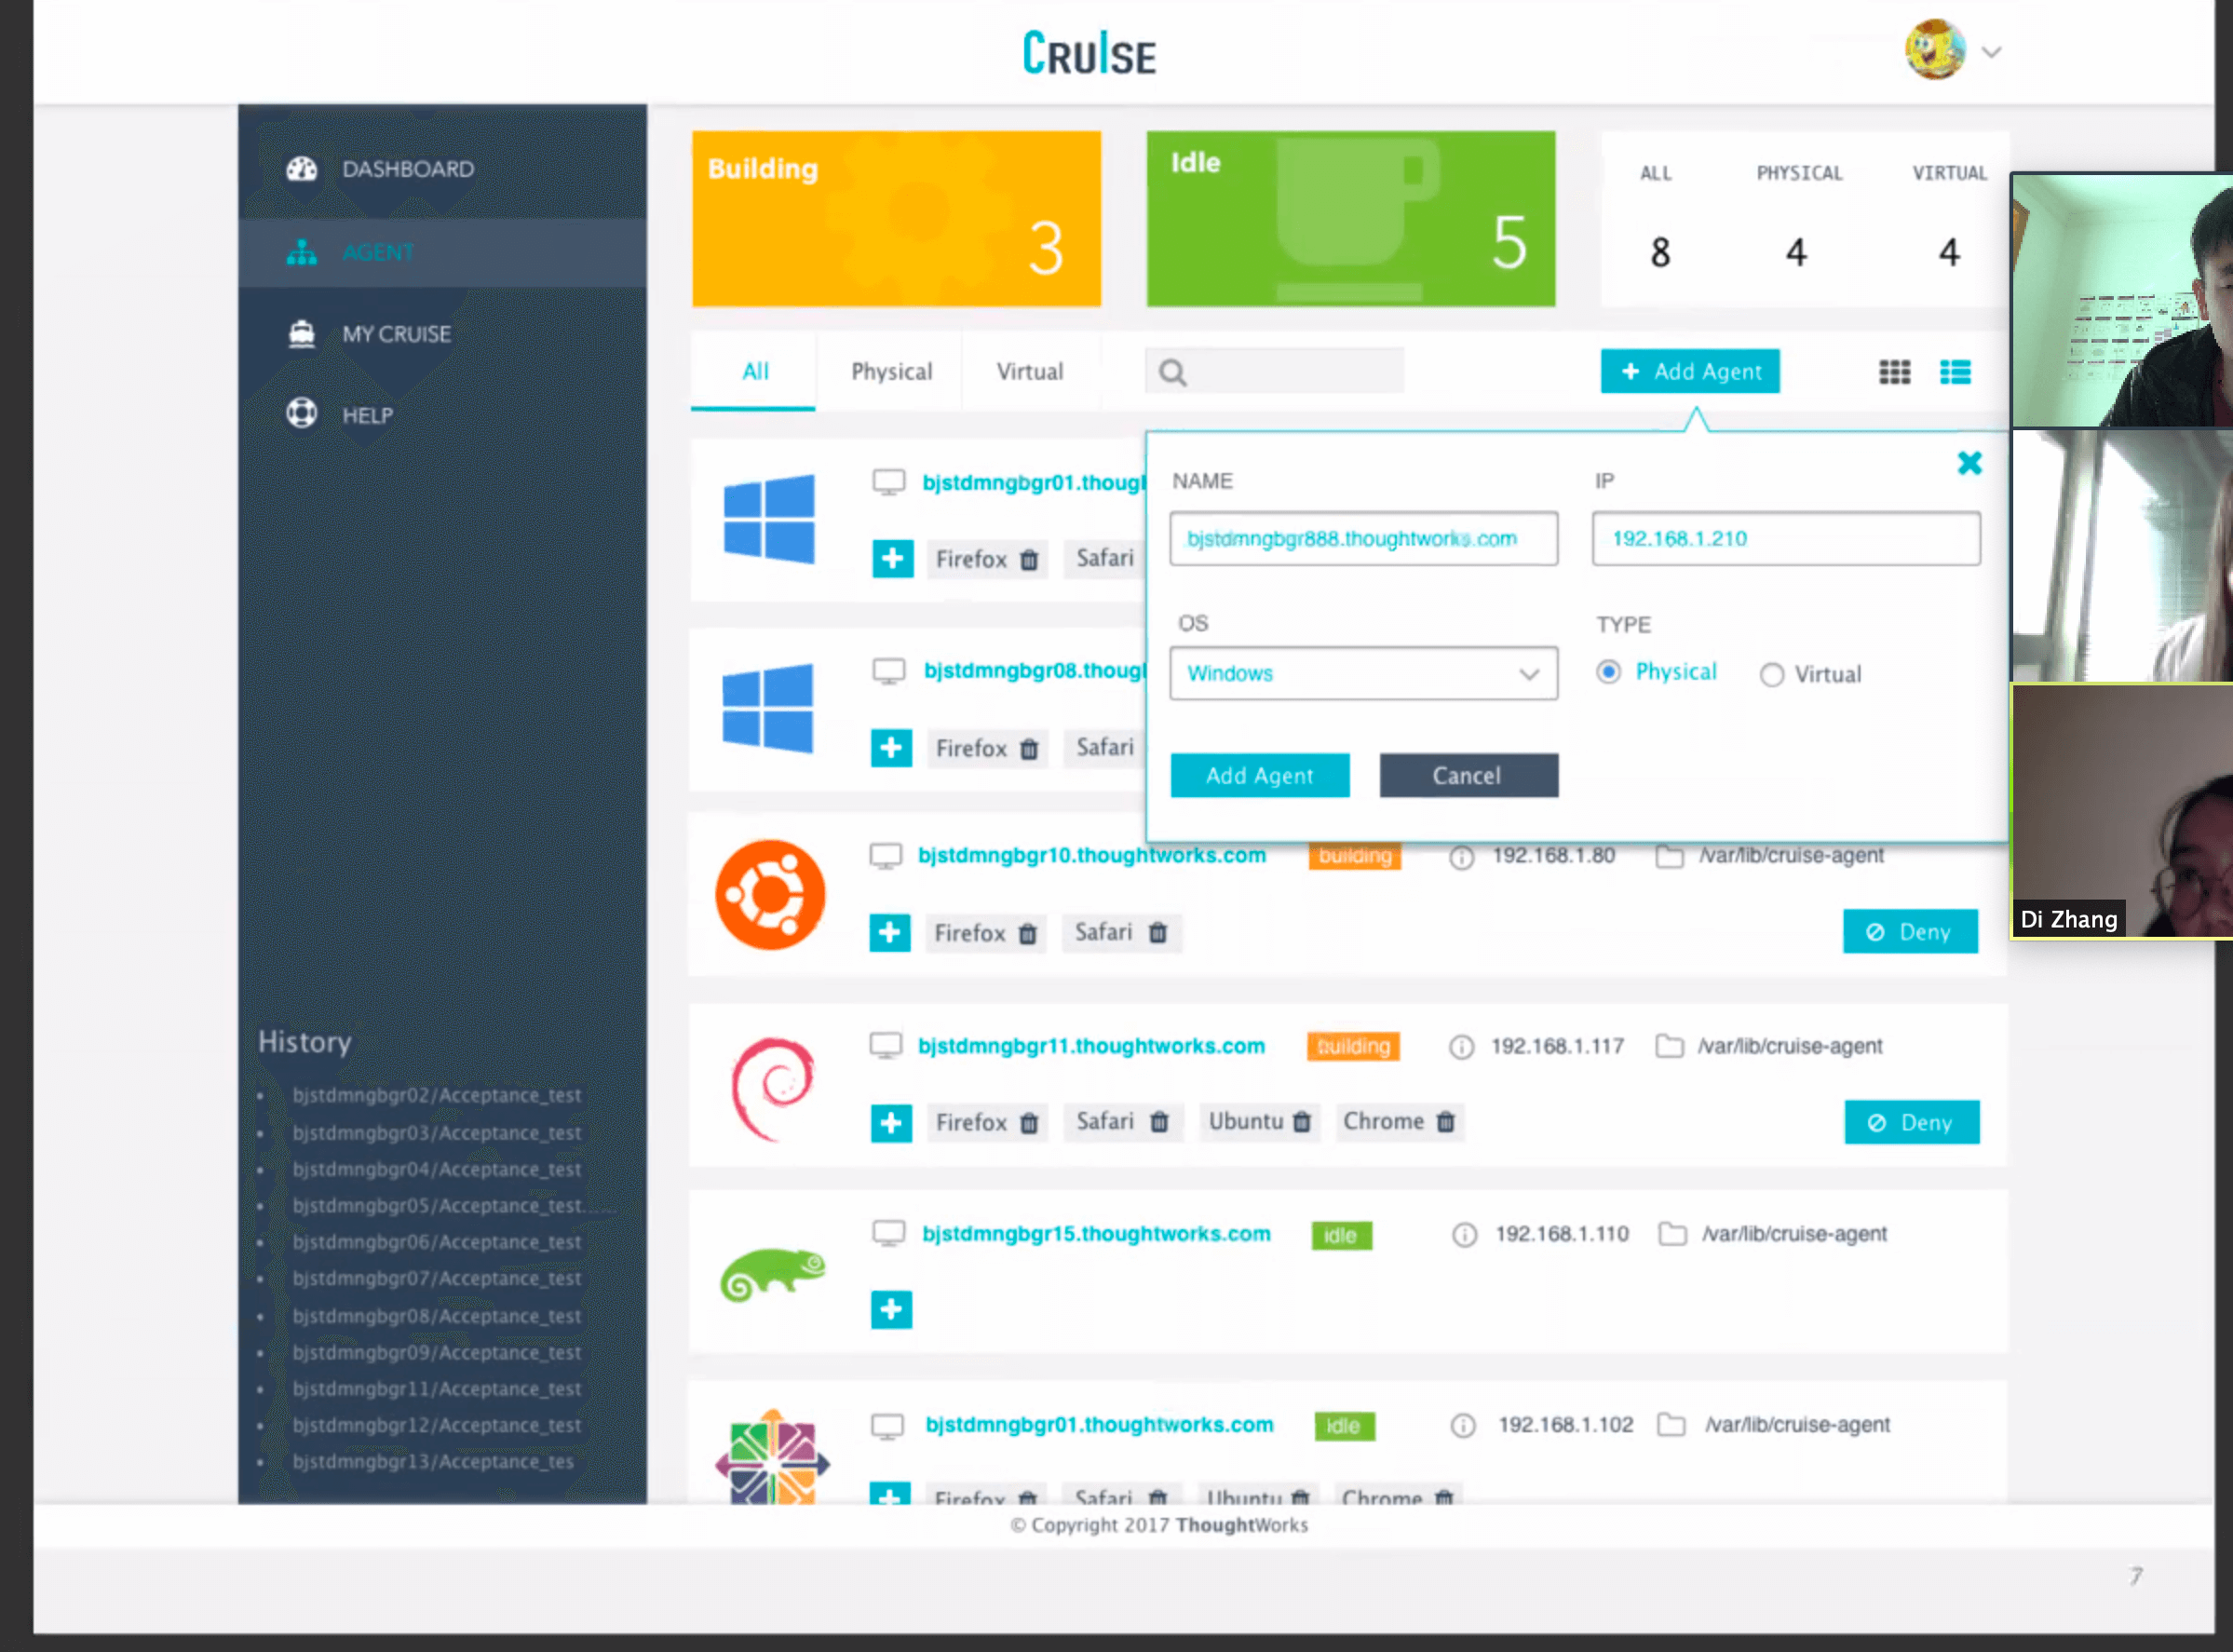 CRUISE
DASHBOARD
AGENT
MY CRUISE
HELP
Building
3
Idle
5
ALL PHYSICAL VIRTUAL
8 4 4
All Physical Virtual
+ Add Agent
NAME
bjstdmngbgr888.thoughtworks.com
IP
192.168.1.210
OS
Windows
TYPE
Physical Virtual
Add Agent Cancel
bjstdmngbgr01.though
Firefox Safari
bjstdmngbgr08.though
Firefox Safari
bjstdmngbgr10.thoughtworks.com building 192.168.1.80 /var/lib/cruise-agent
Firefox Safari Deny
bjstdmngbgr11.thoughtworks.com building 192.168.1.117 /var/lib/cruise-agent
Firefox Safari Ubuntu Chrome Deny
bjstdmngbgr15.thoughtworks.com idle 192.168.1.110 /var/lib/cruise-agent
bjstdmngbgr01.thoughtworks.com idle 192.168.1.102 /var/lib/cruise-agent
Firefox Safari Ubuntu Chrome
History
bjstdmngbgr02/Acceptance_test
bjstdmngbgr03/Acceptance_test
bjstdmngbgr04/Acceptance_test
bjstdmngbgr05/Acceptance_test......
bjstdmngbgr06/Acceptance_test
bjstdmngbgr07/Acceptance_test
bjstdmngbgr08/Acceptance_test
bjstdmngbgr09/Acceptance_test
bjstdmngbgr11/Acceptance_test
bjstdmngbgr12/Acceptance_test
bjstdmngbgr13/Acceptance_tes
© Copyright 2017 ThoughtWorks
7
Di Zhang